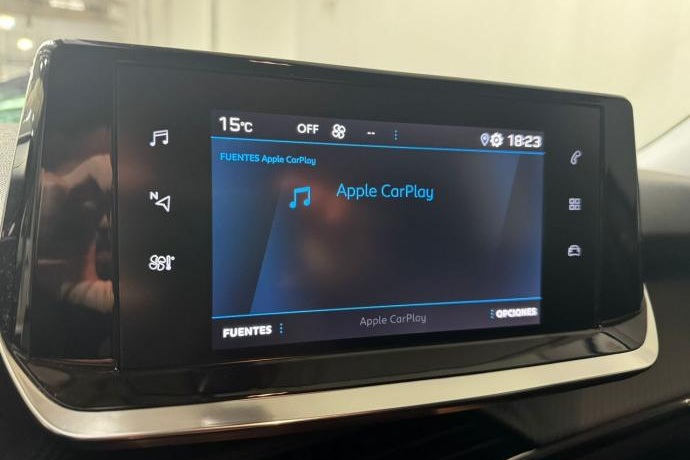 15°C OFF -- 18:23
FUENTES Apple CarPlay
Apple CarPlay
N
FUENTES Apple CarPlay OPCIONES